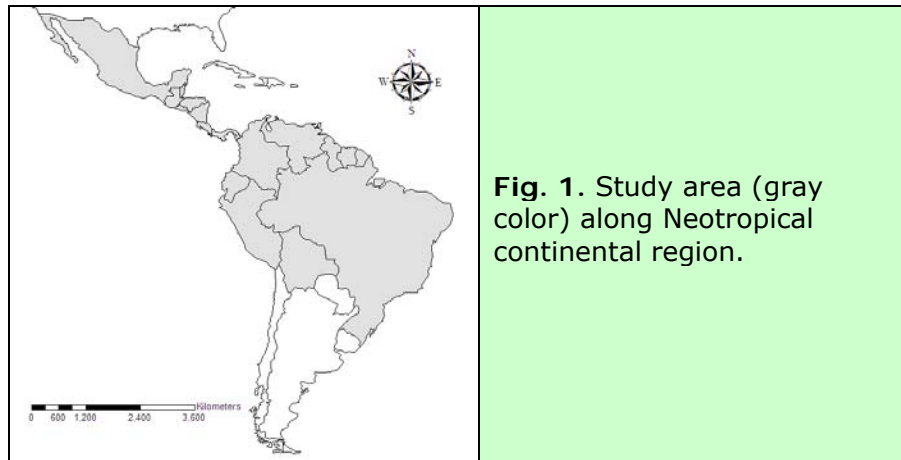 N
W E
S
Fig. 1. Study area (gray
color) along Neotropical
continental region.
Kilometers
0 600 1,200 2,400 3,600